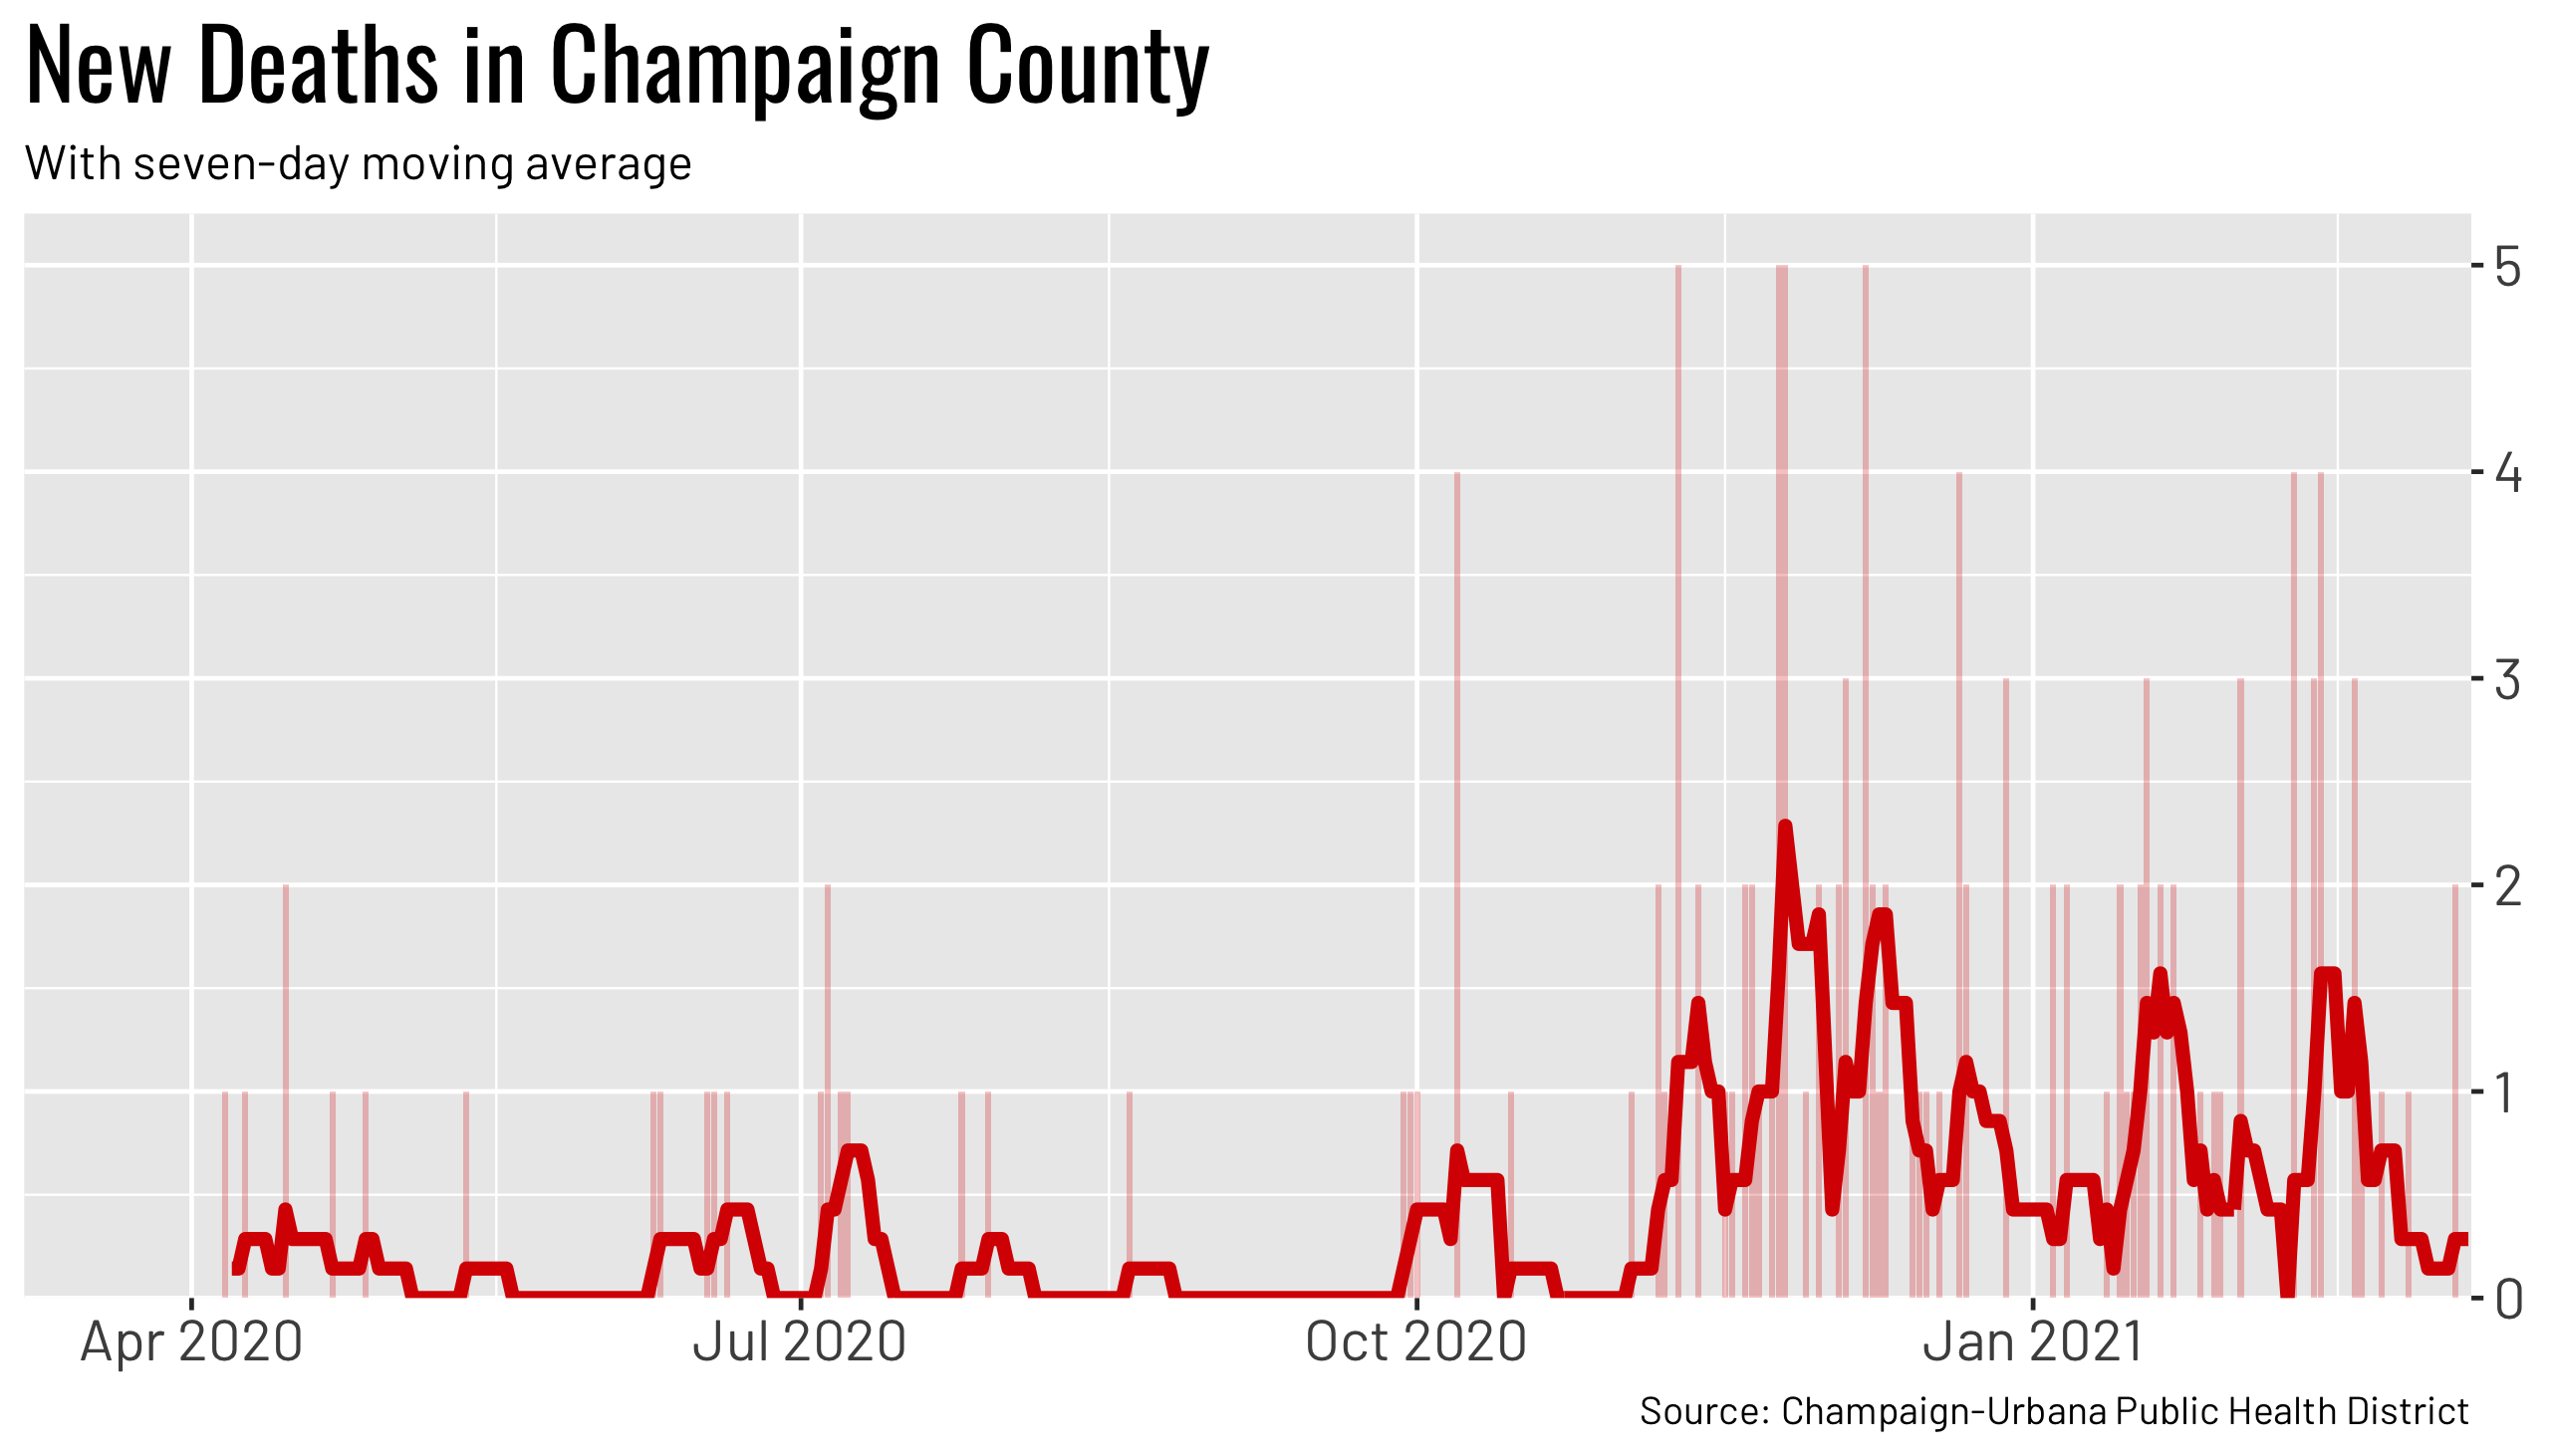 New Deaths in Champaign County
With seven-day moving average
5
4
3
2
1
0
Apr 2020
Jul 2020
Oct 2020
Jan 2021
Source: Champaign-Urbana Public Health District